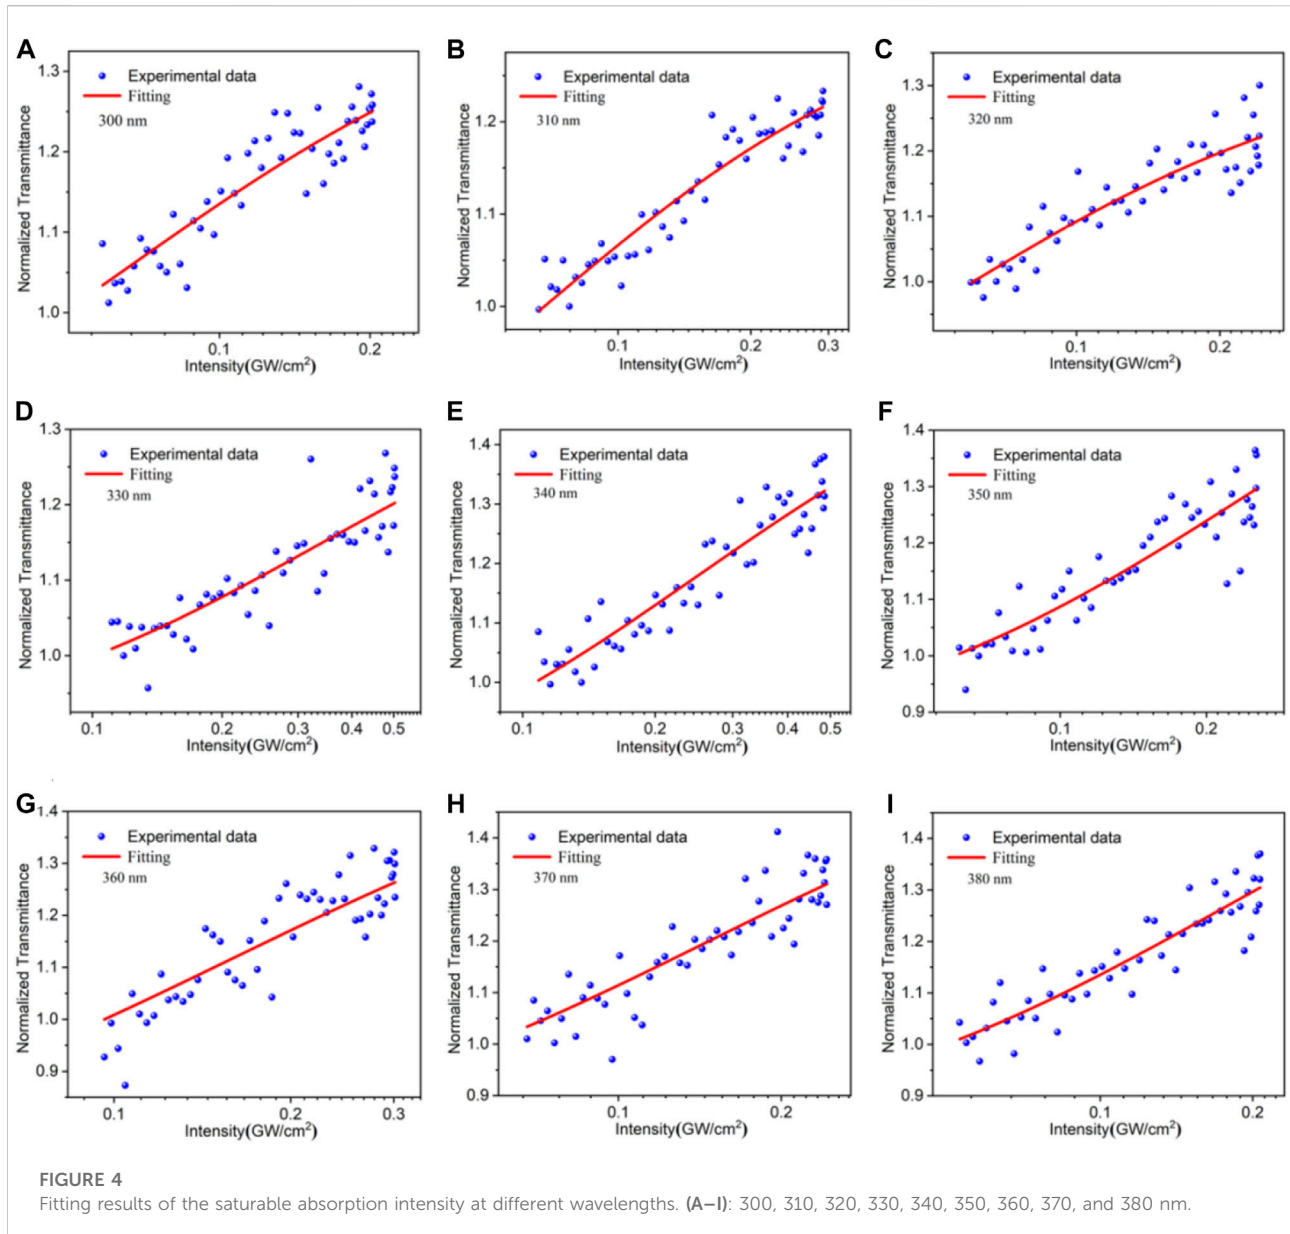 A
Experimental data
Fitting
300 nm
Normalized Transmittance
1.3
1.2
1.1
1.0
0.1
0.2
Intensity(GW/cm²)
B
Experimental data
Fitting
310 nm
Normalized Transmittance
1.2
1.1
1.0
0.1
0.2
0.3
Intensity(GW/cm²)
C
Experimental data
Fitting
320 nm
Normalized Transmittance
1.3
1.2
1.1
1.0
0.1
0.2
Intensity(GW/cm²)
D
Experimental data
Fitting
330 nm
Normalized Transmittance
1.3
1.2
1.1
1.0
0.1
0.2
0.3
0.4
0.5
Intensity(GW/cm²)
E
Experimental data
Fitting
340 nm
Normalized Transmittance
1.4
1.3
1.2
1.1
1.0
0.1
0.2
0.3
0.4
0.5
Intensity(GW/cm²)
F
Experimental data
Fitting
350 nm
Normalized Transmittance
1.4
1.3
1.2
1.1
1.0
0.9
0.1
0.2
Intensity(GW/cm²)
G
Experimental data
Fitting
360 nm
Normalized Transmittance
1.4
1.3
1.2
1.1
1.0
0.9
0.1
0.2
0.3
Intensity(GW/cm²)
H
Experimental data
Fitting
370 nm
Normalized Transmittance
1.4
1.3
1.2
1.1
1.0
0.9
0.1
0.2
Intensity(GW/cm²)
I
Experimental data
Fitting
380 nm
Normalized Transmittance
1.4
1.3
1.2
1.1
1.0
0.9
0.1
0.2
Intensity(GW/cm²)
FIGURE 4
Fitting results of the saturable absorption intensity at different wavelengths. (A–I): 300, 310, 320, 330, 340, 350, 360, 370, and 380 nm.